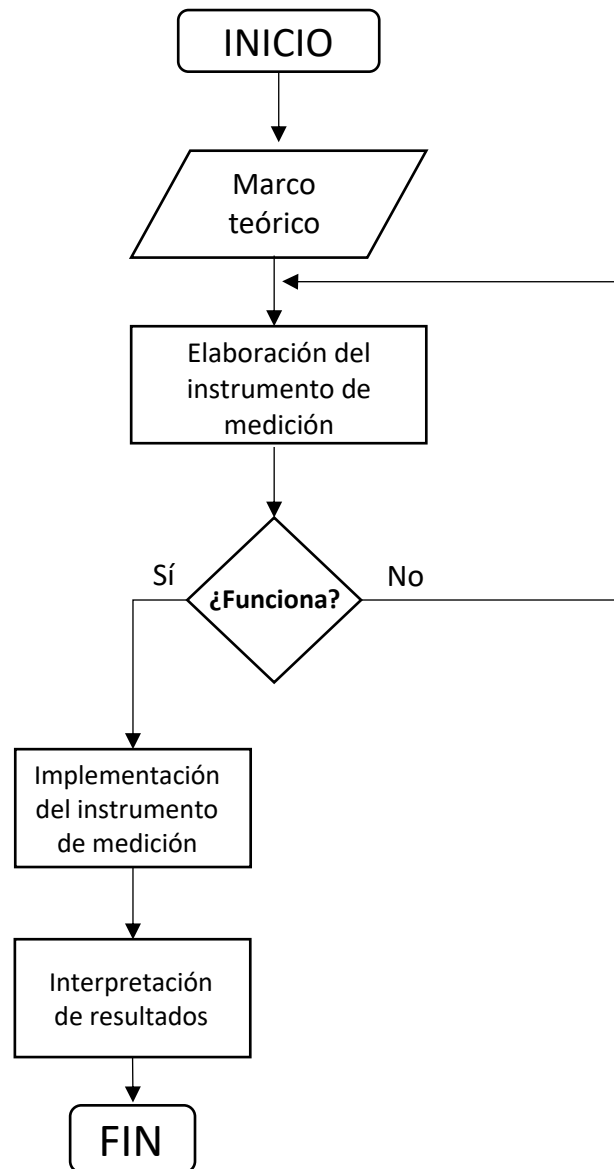 INICIO
Marco
teórico
Elaboración del
instrumento de
medición
Sí
¿Funciona?
No
Implementación
del instrumento
de medición
Interpretación
de resultados
FIN